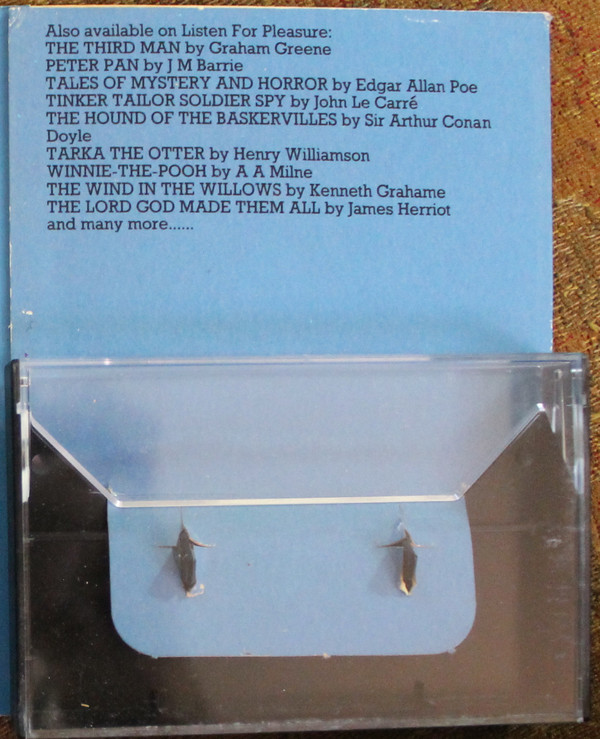 Also available on Listen For Pleasure:
THE THIRD MAN by Graham Greene
PETER PAN by J M Barrie
TALES OF MYSTERY AND HORROR by Edgar Allan Poe
TINKER TAILOR SOLDIER SPY by John Le Carré
THE HOUND OF THE BASKERVILLES by Sir Arthur Conan
Doyle
TARKA THE OTTER by Henry Williamson
WINNIE-THE-POOH by A A Milne
THE WIND IN THE WILLOWS by Kenneth Grahame
THE LORD GOD MADE THEM ALL by James Herriot
and many more......